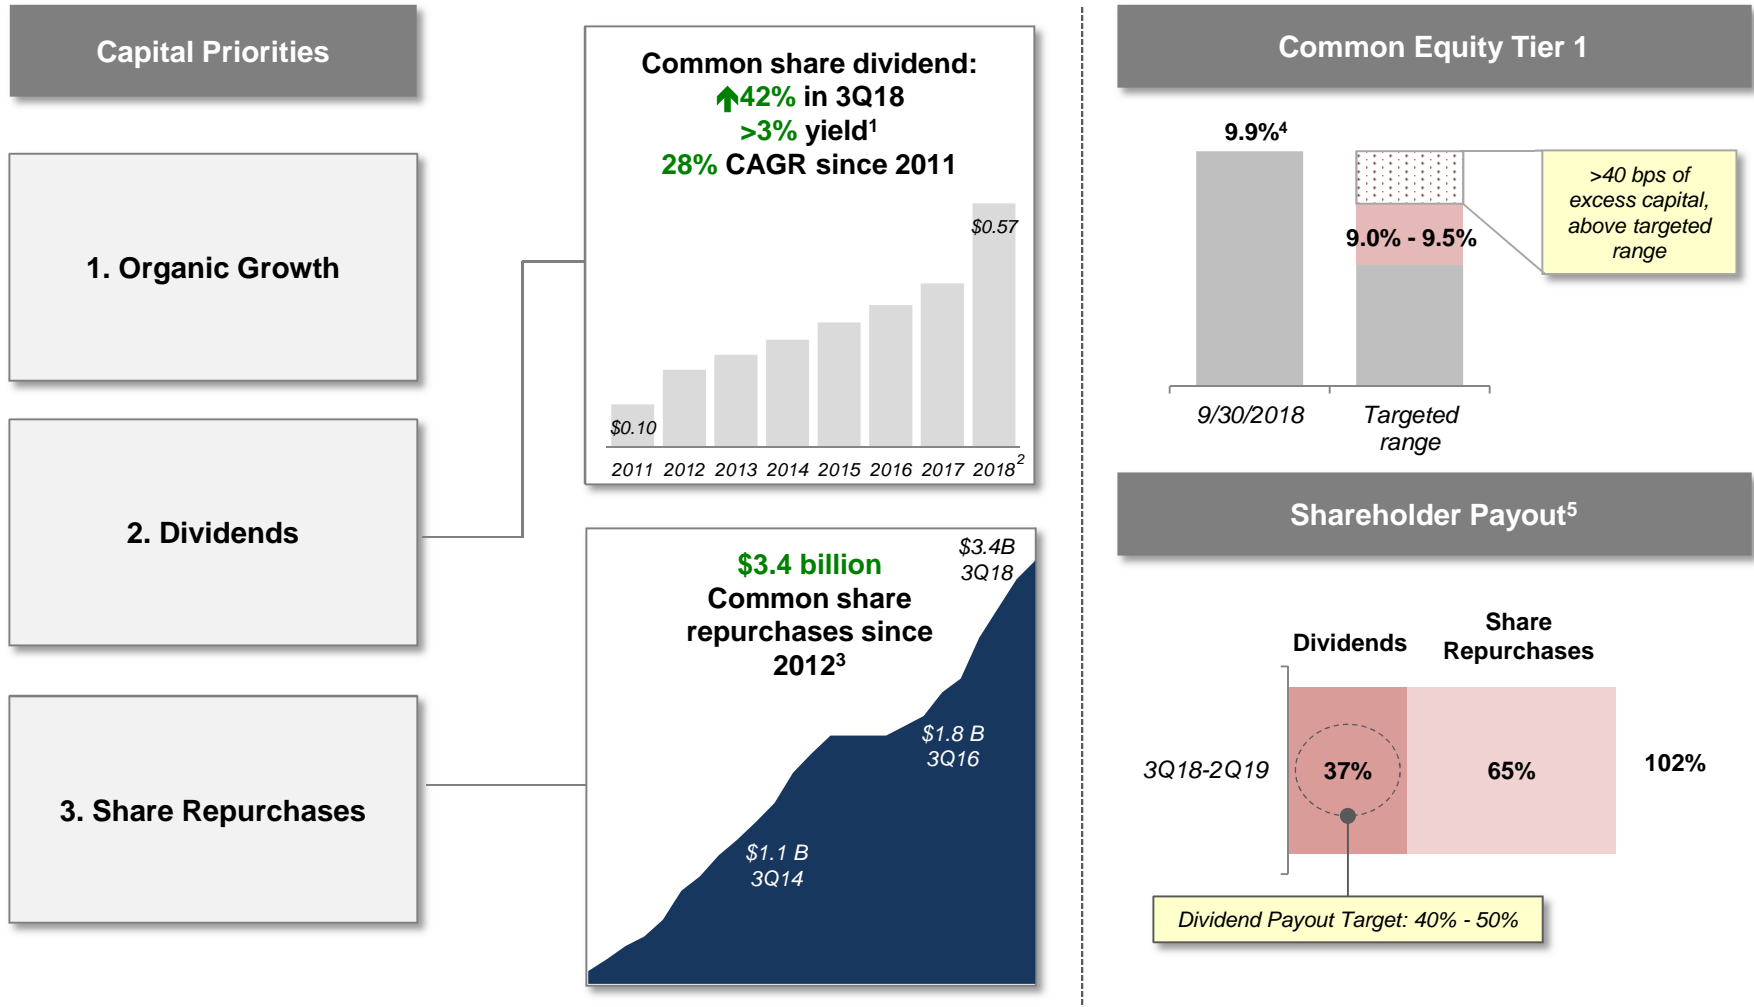 Capital Priorities
1. Organic Growth
2. Dividends
3. Share Repurchases
Common share dividend:
42% in 3Q18
>3% yield¹
28% CAGR since 2011
$0.57
$0.10
2011 2012 2013 2014 2015 2016 2017 2018²
$3.4 billion
Common share
repurchases since
2012³
$3.4B
3Q18
$1.8 B
3Q16
$1.1 B
3Q14
Common Equity Tier 1
9.9%⁴
9.0% - 9.5%
>40 bps of
excess capital,
above targeted
range
9/30/2018
Targeted
range
Shareholder Payout⁵
Dividends
Share
Repurchases
3Q18-2Q19
37%
65%
102%
Dividend Payout Target: 40% - 50%